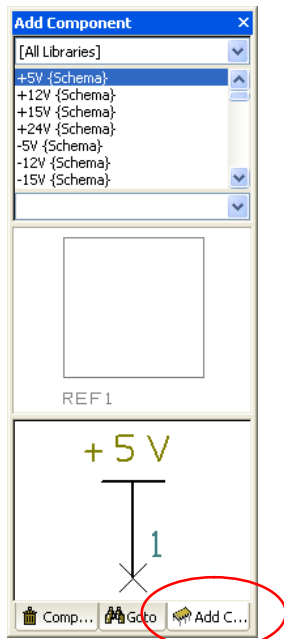 Add Component
[All Libraries]
+5V {Schema}
+12V {Schema}
+15V {Schema}
+24V {Schema}
-5V {Schema}
-12V {Schema}
-15V {Schema}
REF1
+5V
1
Comp... Goto Add C...